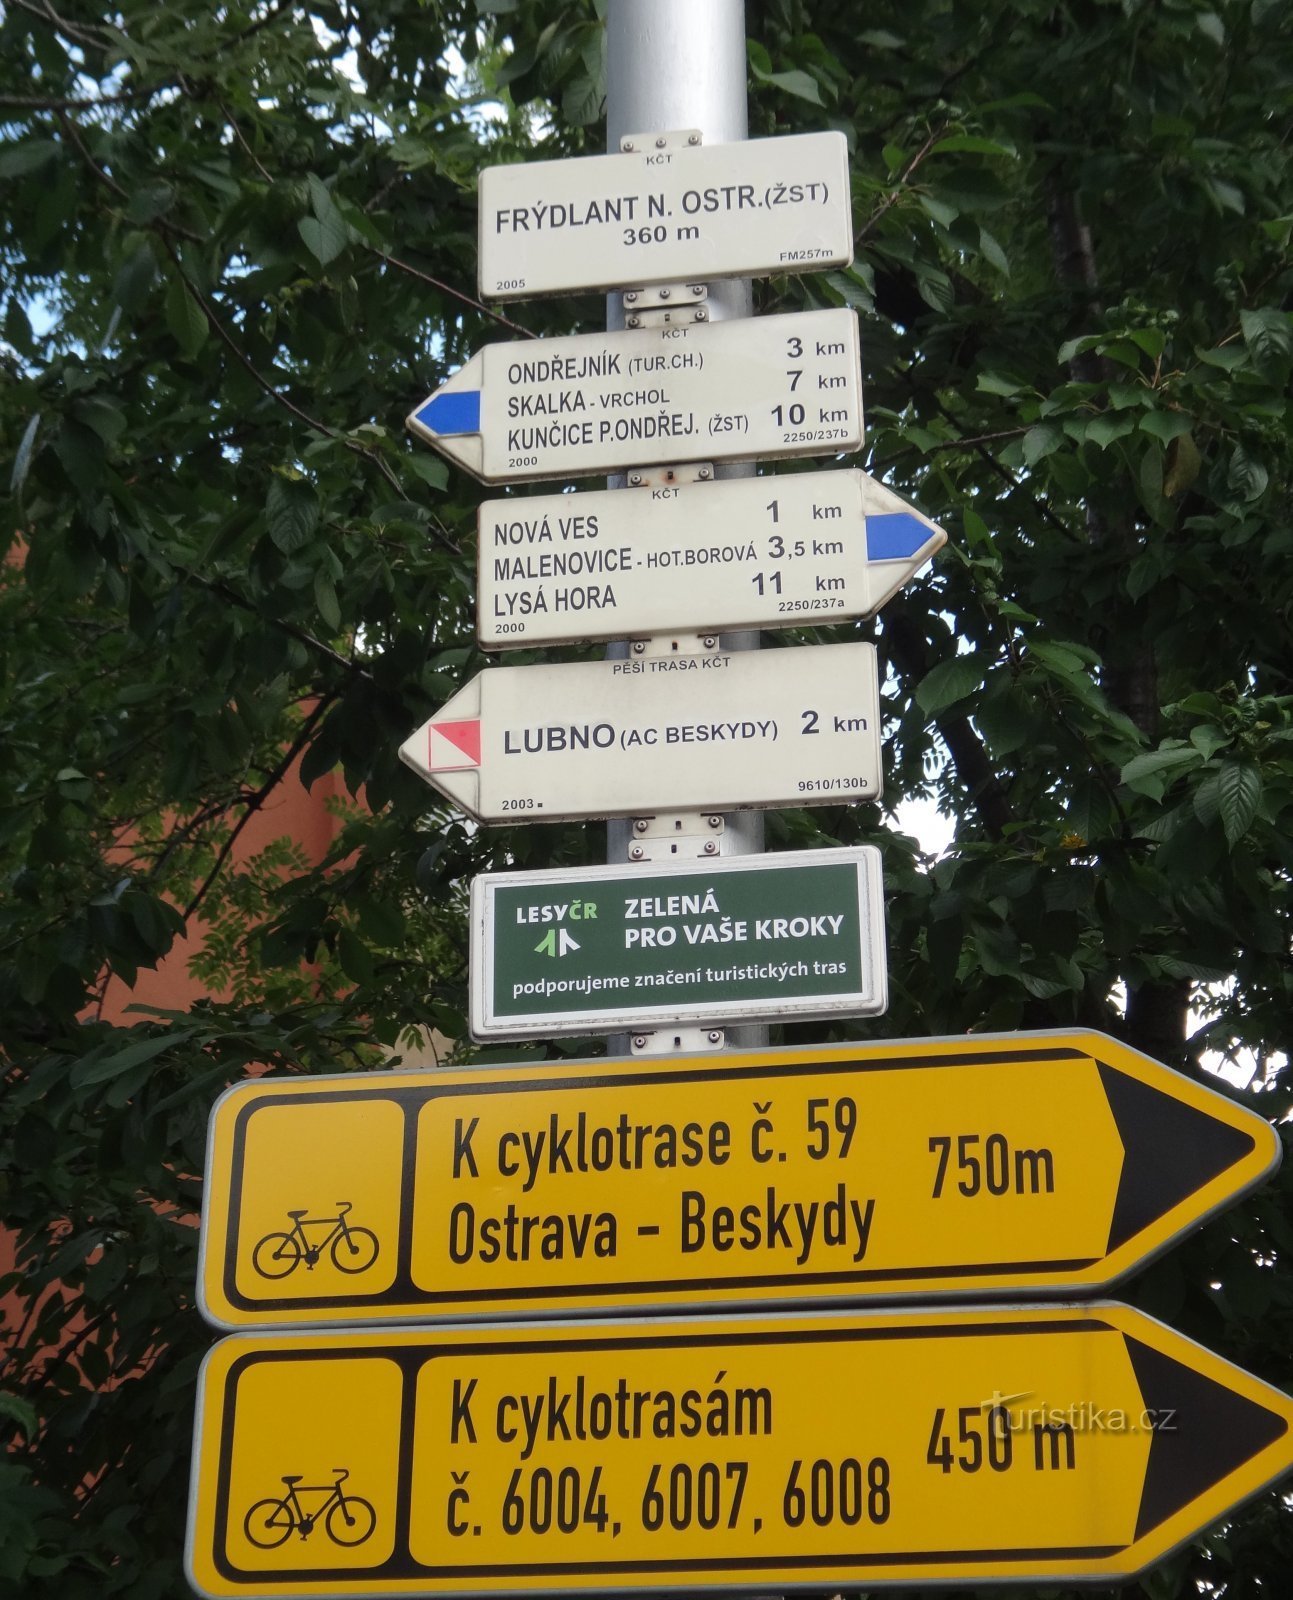 KČT
FRÝDLANT N. OSTR.(ŽST)
360 m
2005 FM257m
KČT
ONDŘEJNÍK (TUR.CH.) 3 km
SKALKA - VRCHOL 7 km
KUNČICE P.ONDŘEJ. (ŽST) 10 km
2000 2250/237b
KČT
NOVÁ VES 1 km
MALENOVICE - HOT.BOROVÁ 3,5 km
LYSÁ HORA 11 km
2000 2250/237a
PĚŠÍ TRASA KČT
LUBNO (AC BESKYDY) 2 km
2003 9610/130b
LESYČR ZELENÁ
PRO VAŠE KROKY
podporujeme značení turistických tras
K cyklotrase č. 59
Ostrava - Beskydy 750m
K cyklotrasám
č. 6004, 6007, 6008 450 m
Turistika.cz